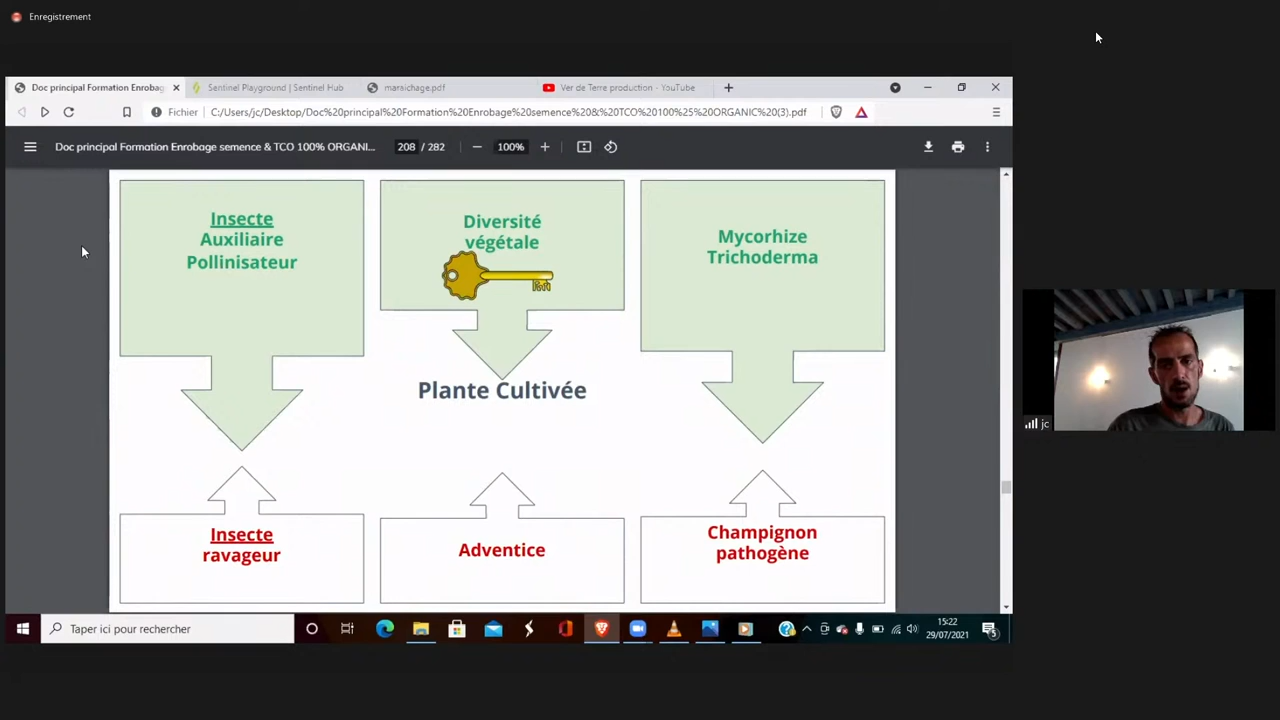 Enregistrement
Doc principal Formation Enrobag
Sentinel Playground | Sentinel Hub
maraichage.pdf
Ver de Terre production - YouTube
Fichier
C:/Users/jc/Desktop/Doc%20principal%20Formation%20Enrobage%20semence%20&%20TCO%20100%25%20ORGANIC%20(3).pdf
Doc principal Formation Enrobage semence & TCO 100% ORGANI...
208 / 282
100%
Insecte
Auxiliaire
Pollinisateur
Diversité
végétale
Mycorhize
Trichoderma
Plante Cultivée
Insecte
ravageur
Adventice
Champignon
pathogène
jc
Taper ici pour rechercher
15:22
29/07/2021
5